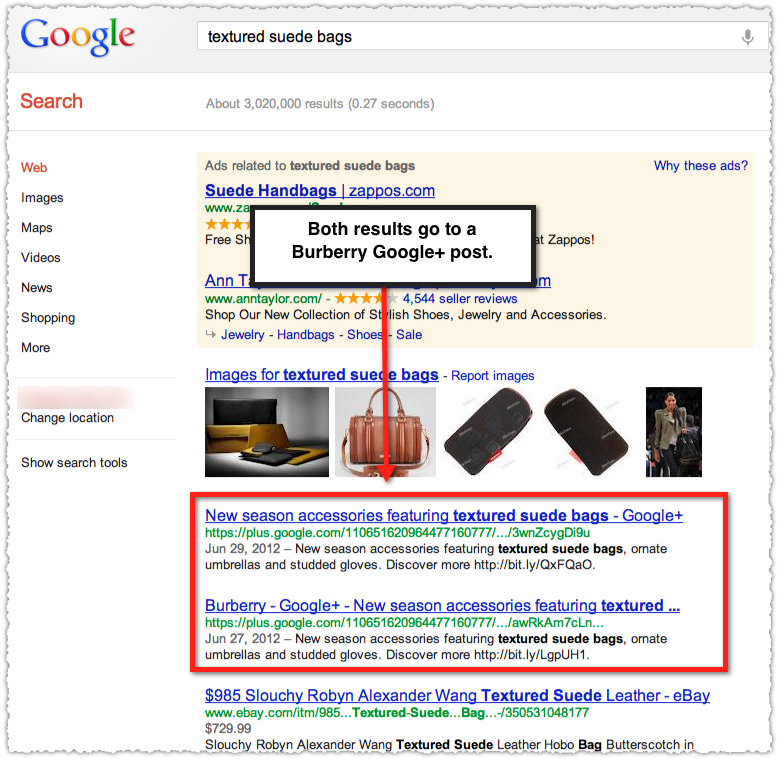 Google
textured suede bags
Search
About 3,020,000 results (0.27 seconds)
Web
Images
Maps
Videos
News
Shopping
More
Change location
Show search tools
Ads related to textured suede bags
Why these ads?
Suede Handbags | zappos.com
www.za
Free Sh at Zappos!
Both results go to a
Burberry Google+ post.
Ann
www.anntaylor.com/ - ★★★★★ 4,544 seller reviews
Shop Our New Collection of Stylish Shoes, Jewelry and Accessories.
Jewelry - Handbags - Shoes - Sale
Images for textured suede bags - Report images
New season accessories featuring textured suede bags - Google+
https://plus.google.com/110651620964477160777/.../3wnZcygDi9u
Jun 29, 2012 – New season accessories featuring textured suede bags, ornate
umbrellas and studded gloves. Discover more http://bit.ly/QxFQaO.
Burberry - Google+ - New season accessories featuring textured ...
https://plus.google.com/110651620964477160777/.../awRkAm7cLn...
Jun 27, 2012 – New season accessories featuring textured suede bags, ornate
umbrellas and studded gloves. Discover more http://bit.ly/LgpUH1.
$985 Slouchy Robyn Alexander Wang Textured Suede Leather - eBay
www.ebay.com/itm/985...Textured-Suede...Bag...-/350531048177
$729.99
Slouchy Robyn Alexander Wang Textured Suede Leather Hobo Bag Butterscotch in